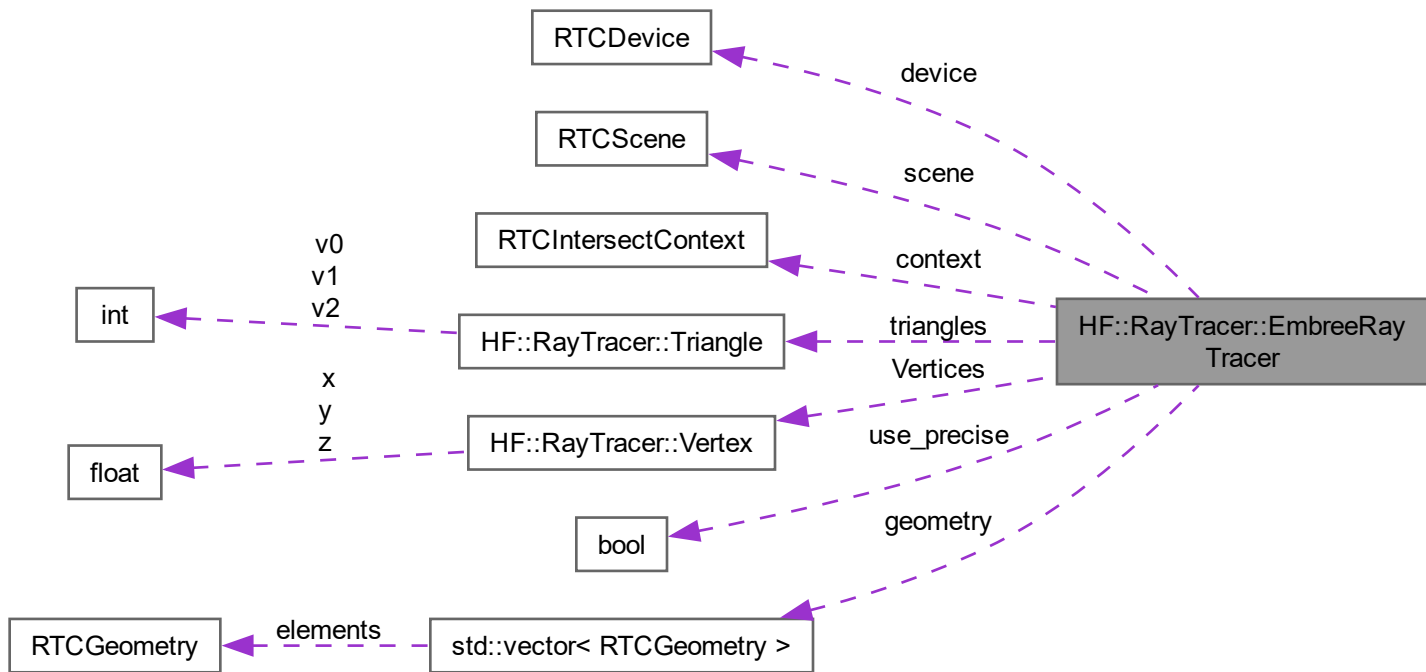 RTCDevice
device
RTCScene
scene
RTCIntersectContext
context
v0
v1
v2
int
HF::RayTracer::Triangle
triangles
HF::RayTracer::EmbreeRay
Tracer
Vertices
x
y
z
float
HF::RayTracer::Vertex
use_precise
bool
geometry
RTCGeometry
elements
std::vector< RTCGeometry >